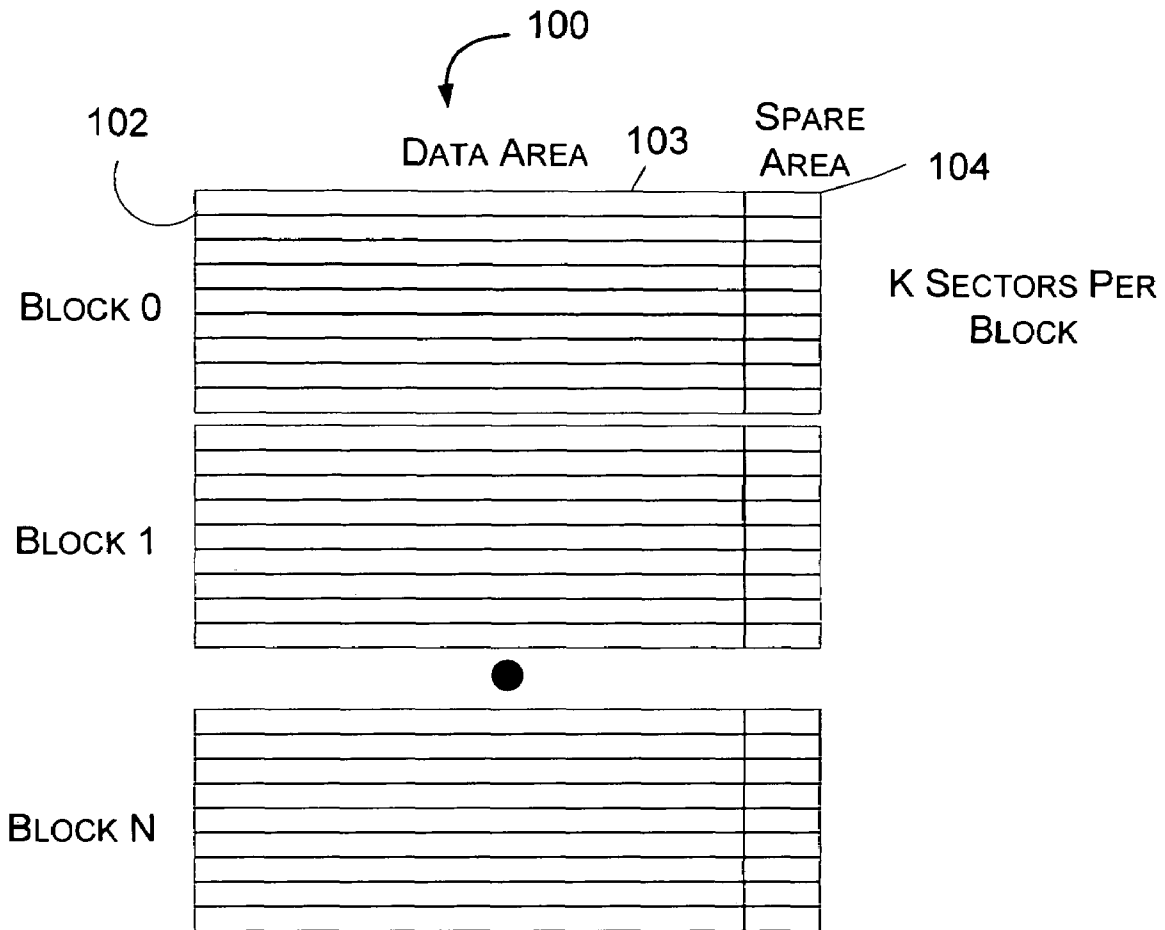 100
102
DATA AREA
103
SPARE
AREA
104
BLOCK 0
K SECTORS PER
BLOCK
BLOCK 1
BLOCK N